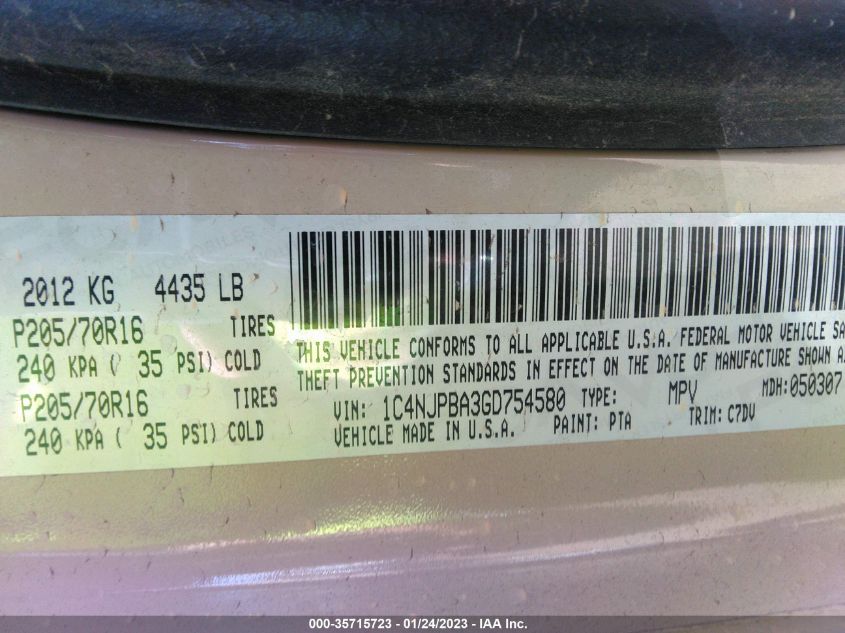 2012 KG 4435 LB
P205/70R16 TIRES
240 KPA ( 35 PSI) COLD
P205/70R16 TIRES
240 KPA ( 35 PSI) COLD
THIS VEHICLE CONFORMS TO ALL APPLICABLE U.S.A. FEDERAL MOTOR VEHICLE SA
THEFT PREVENTION STANDARDS IN EFFECT ON THE DATE OF MANUFACTURE SHOWN A
VIN: 1C4NJPBA3GD754580 TYPE: MPV MDH: 050307
VEHICLE MADE IN U.S.A. PAINT: PTA TRIM: C7DV
000-35715723 — 01/24/2023 — IAA Inc.